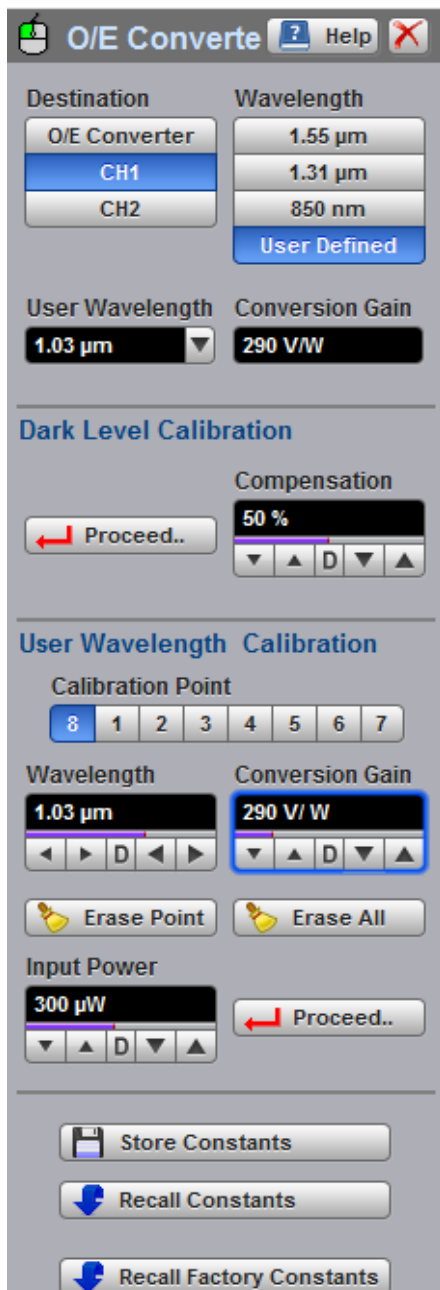 O/E Converte Help
Destination Wavelength
O/E Converter 1.55 µm
CH1 1.31 µm
CH2 850 nm
User Defined
User Wavelength Conversion Gain
1.03 µm 290 V/W
Dark Level Calibration
Compensation
Proceed.. 50 %
D
User Wavelength Calibration
Calibration Point
8 1 2 3 4 5 6 7
Wavelength Conversion Gain
1.03 µm 290 V/ W
D D
Erase Point Erase All
Input Power
300 µW Proceed..
D
Store Constants
Recall Constants
Recall Factory Constants